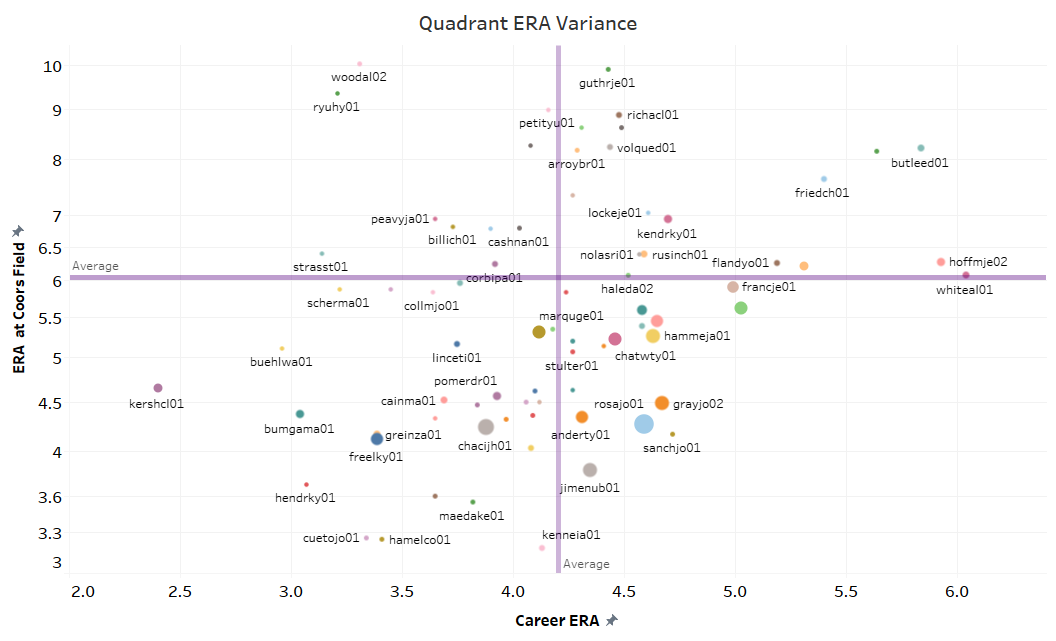 Quadrant ERA Variance
10
woodal02
guthrje01
ryuhy01
9
petityu01
richacl01
volqued01
8
arroybr01
butleed01
friedch01
lockeje01
7
peavyja01
kendrky01
billich01
cashnan01
6.5
nolasri01
rusinch01
strasst01
flandyo01
hoffmje02
Average
corbipa01
6
haleda02
francje01
whiteal01
scherma01
collmjo01
5.5
marquge01
hammeja01
5
buehlwa01
linceti01
chatwty01
stulter01
pomerdr01
4.5
kershcl01
cainma01
rosajo01
grayjo02
bumgama01
greinza01
anderty01
4
freelky01
chacijh01
sanchjo01
jimenub01
3.6
hendrky01
maedake01
3.3
cuetojo01
hamelco01
kenneia01
3
Average
ERA at Coors Field
2.0
2.5
3.0
3.5
4.0
4.5
5.0
5.5
6.0
Career ERA